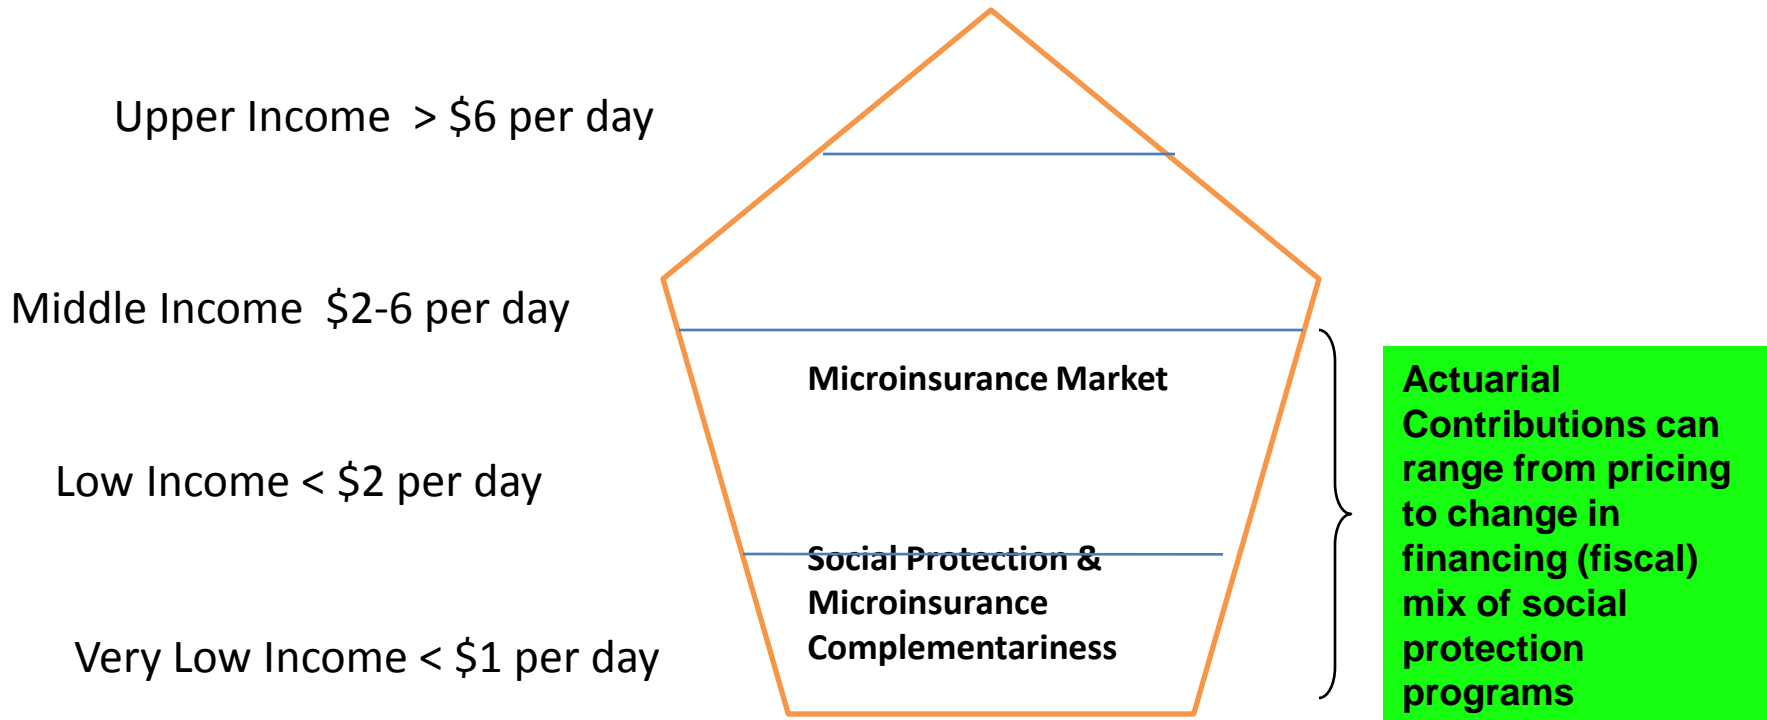 Upper Income  > $6 per day
Middle Income  $2-6 per day
Microinsurance Market
Low Income < $2 per day
Social Protection &
Microinsurance
Complementariness
Very Low Income < $1 per day
Actuarial
Contributions can
range from pricing
to change in
financing (fiscal)
mix of social
protection
programs